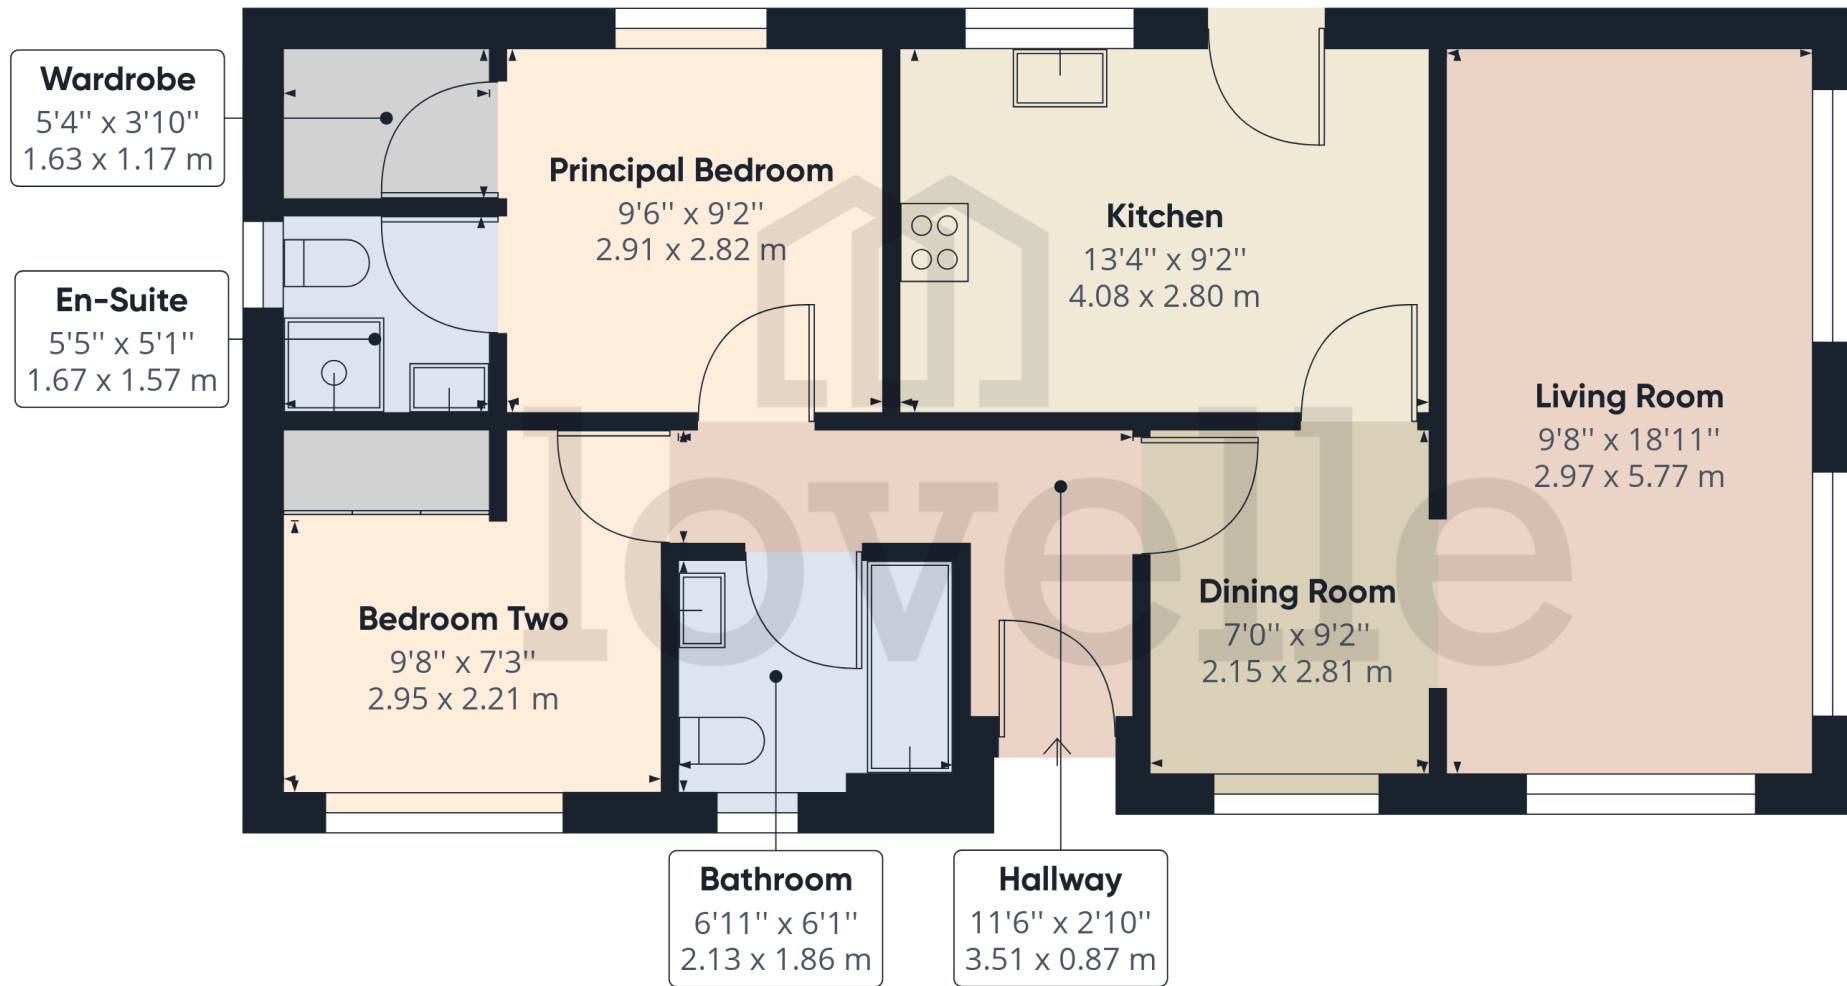 Wardrobe
5'4'' x 3'10''
1.63 x 1.17 m
Principal Bedroom
9'6'' x 9'2''
2.91 x 2.82 m
Kitchen
13'4'' x 9'2''
4.08 x 2.80 m
En-Suite
5'5'' x 5'1''
1.67 x 1.57 m
Living Room
9'8'' x 18'11''
2.97 x 5.77 m
lovelle
Bedroom Two
9'8'' x 7'3''
2.95 x 2.21 m
Dining Room
7'0'' x 9'2''
2.15 x 2.81 m
Bathroom
6'11'' x 6'1''
2.13 x 1.86 m
Hallway
11'6'' x 2'10''
3.51 x 0.87 m